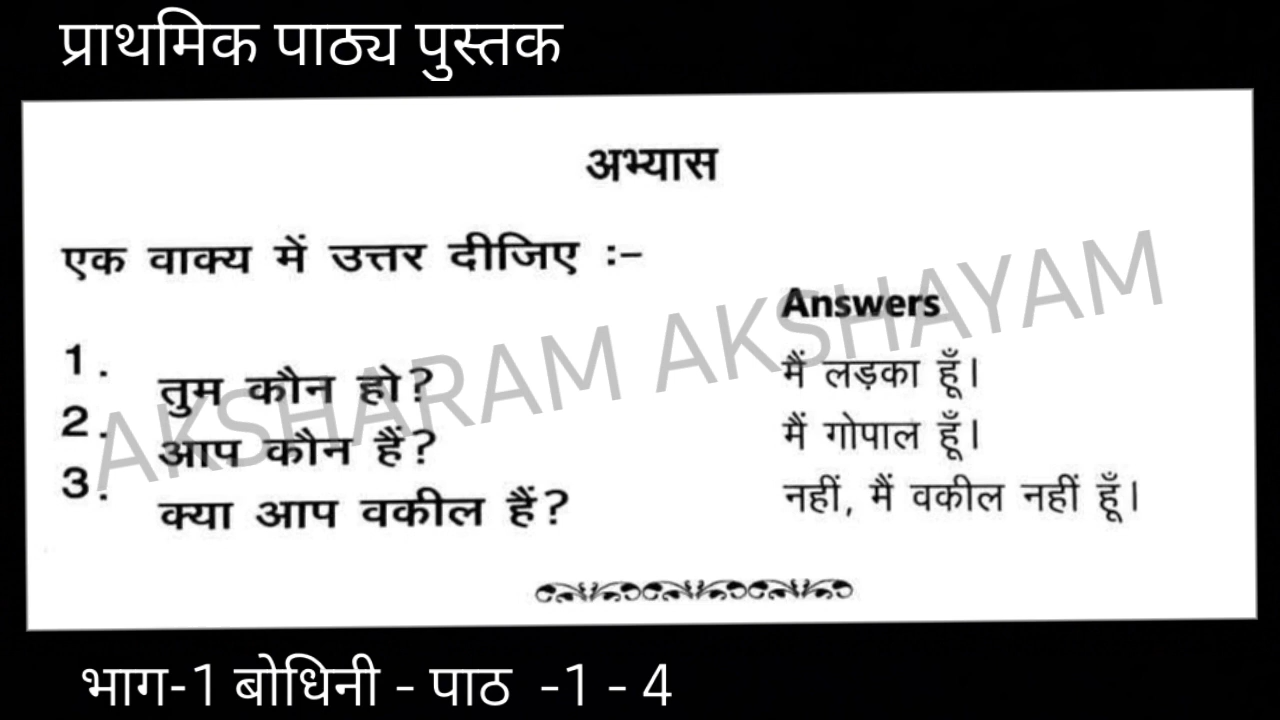 प्राथमिक पाठ्य पुस्तक
अभ्यास
एक वाक्य में उत्तर दीजिए :–
Answers
1. तुम कौन हो? मैं लड़का हूँ।
2. आप कौन हैं? मैं गोपाल हूँ।
3. क्या आप वकील हैं? नहीं, मैं वकील नहीं हूँ।
AKSHARAM AKSHAYAM
भाग-1 बोधिनी - पाठ -1 - 4